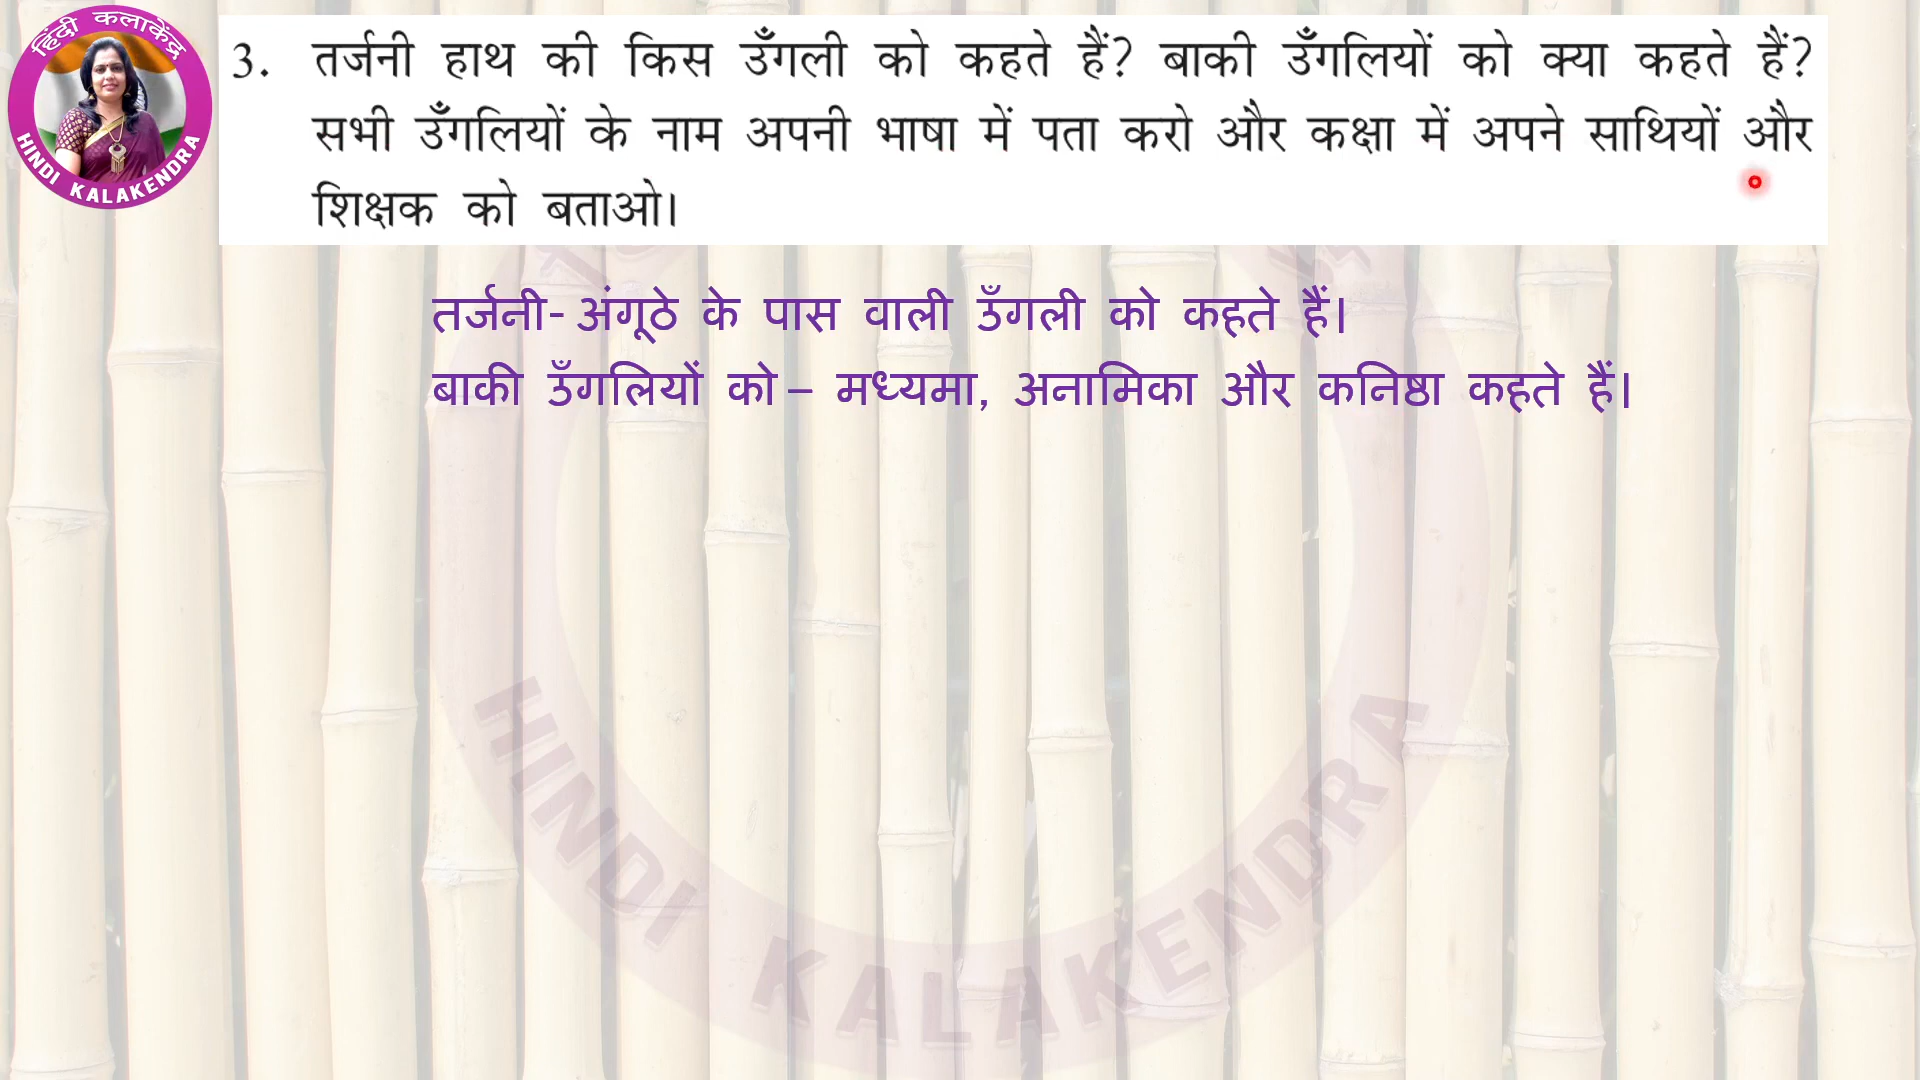 हिंदी कलाकेंद्र
HINDI KALAKENDRA
3. तर्जनी हाथ की किस उँगली को कहते हैं? बाकी उँगलियों को क्या कहते हैं?
सभी उँगलियों के नाम अपनी भाषा में पता करो और कक्षा में अपने साथियों और
शिक्षक को बताओ।
तर्जनी- अंगूठे के पास वाली उँगली को कहते हैं।
बाकी उँगलियों को – मध्यमा, अनामिका और कनिष्ठा कहते हैं।
HINDI KALAKENDRA